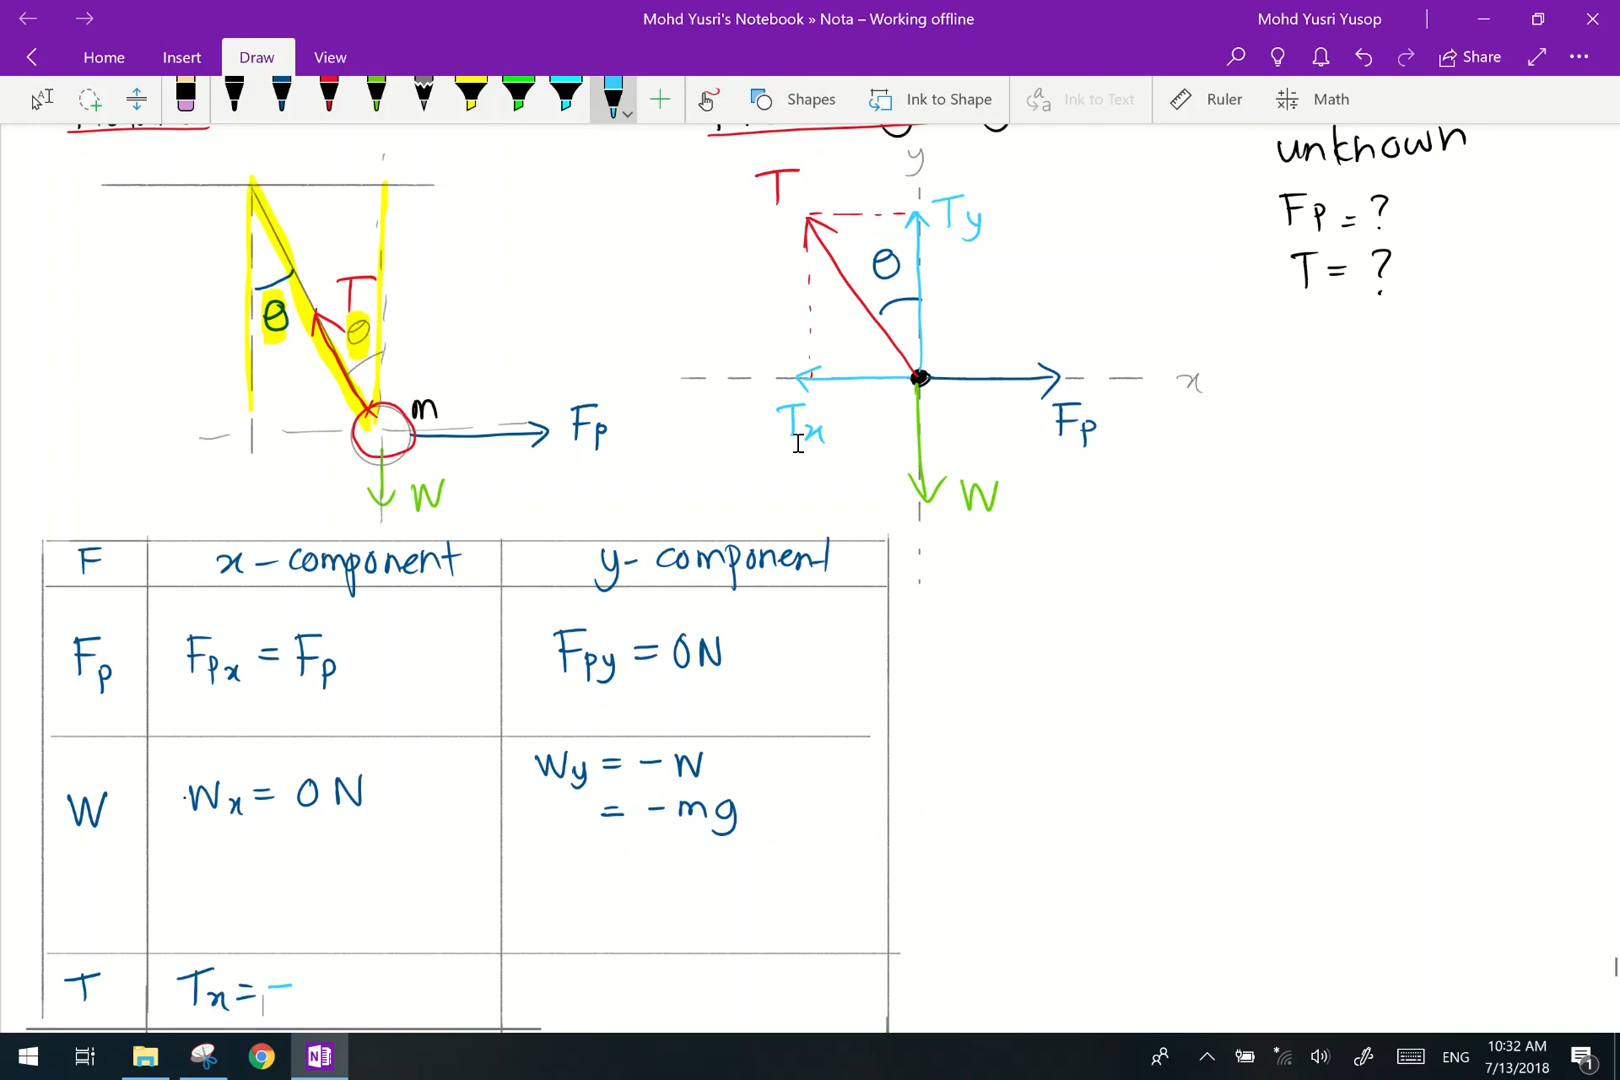 Mohd Yusri's Notebook » Nota – Working offline
Mohd Yusri Yusop
Home
Insert
Draw
View
Share
Shapes
Ink to Shape
Ink to Text
Ruler
Math
unknown
Fp = ?
T = ?
y
T
Ty
θ
x
Tx
Fp
W
T
θ
θ
m
Fp
W
F
x - component
y - component
Fp
Fpx = Fp
Fpy = 0N
W
Wx = 0 N
Wy = - W
= - mg
T
Tx = -
ENG
10:32 AM
7/13/2018
1